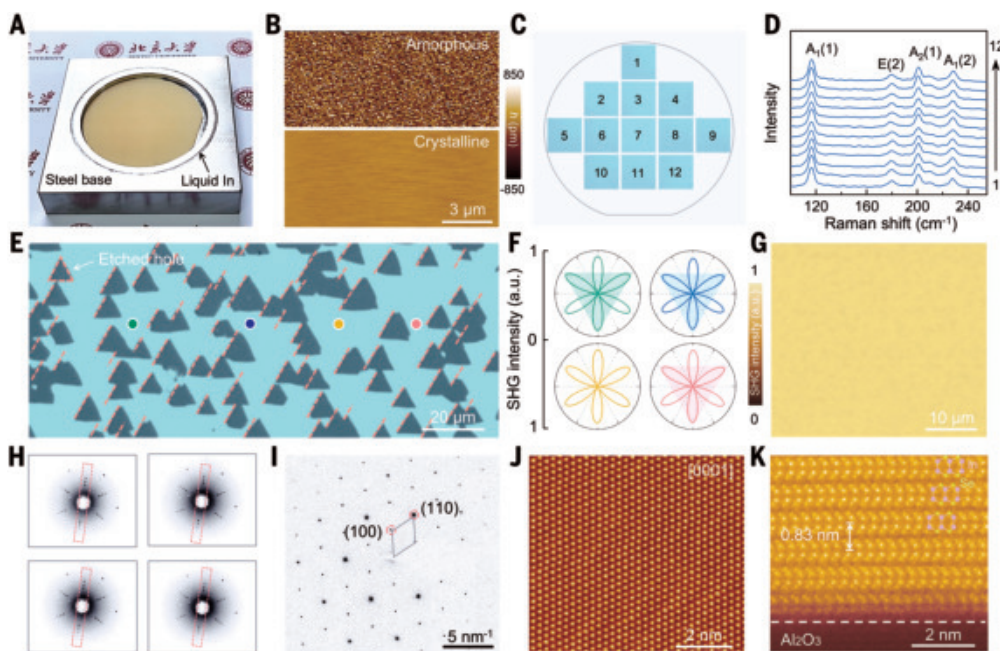 A
北京大学
Steel base
Liquid In
B
Amorphous
Crystalline
3 μm
850
h (pm)
-850
C
1
2 3 4
5 6 7 8 9
10 11 12
D
Intensity
A₁(1)
E(2)
A₂(1)
A₁(2)
12
1
120 160 200 240
Raman shift (cm⁻¹)
E
Etched hole
20 μm
F
SHG intensity (a.u.)
1
0
1
G
1
SHG intensity (a.u.)
0
10 μm
H
I
(100)
(110)
5 nm⁻¹
J
[0001]
2 nm
K
0.83 nm
Al₂O₃
2 nm